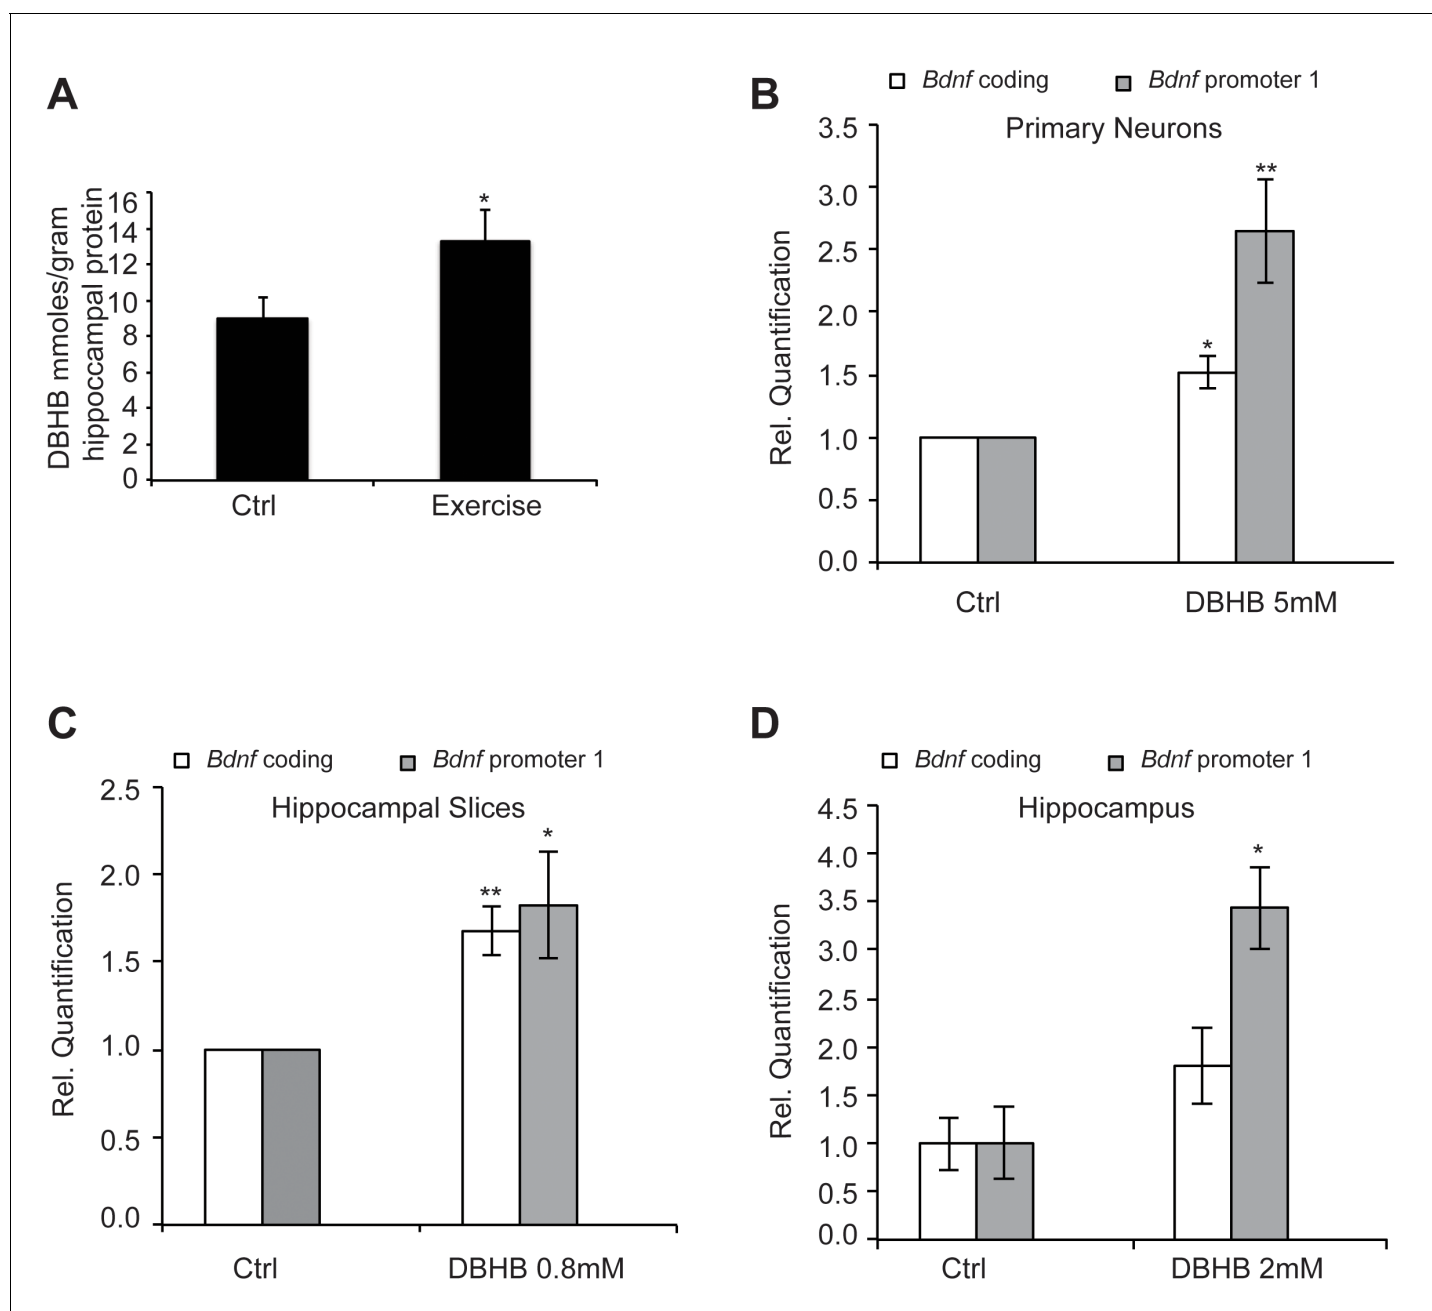 A
DBHB mmoles/gram
hippoccampal protein
16
14
12
10
8
6
4
2
0
*
Ctrl
Exercise
B
Bdnf coding
Bdnf promoter 1
Primary Neurons
Rel. Quantification
3.5
3.0
2.5
2.0
1.5
1.0
0.5
0.0
*
**
Ctrl
DBHB 5mM
C
Bdnf coding
Bdnf promoter 1
Hippocampal Slices
Rel. Quantification
2.5
2.0
1.5
1.0
0.5
0.0
**
*
Ctrl
DBHB 0.8mM
D
Bdnf coding
Bdnf promoter 1
Hippocampus
Rel. Quantification
4.5
4.0
3.5
3.0
2.5
2.0
1.5
1.0
0.5
0.0
*
Ctrl
DBHB 2mM